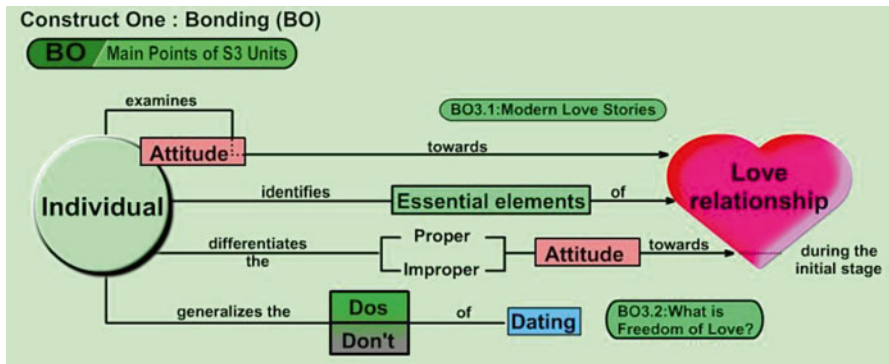 Construct One : Bonding (BO)
BO Main Points of S3 Units
examines
BO3.1:Modern Love Stories
Attitude
towards
Love
relationship
Individual
identifies
Essential elements
of
differentiates
the
Proper
Improper
Attitude
towards
during the
initial stage
generalizes the
Dos
Don't
of
Dating
BO3.2:What is
Freedom of Love?